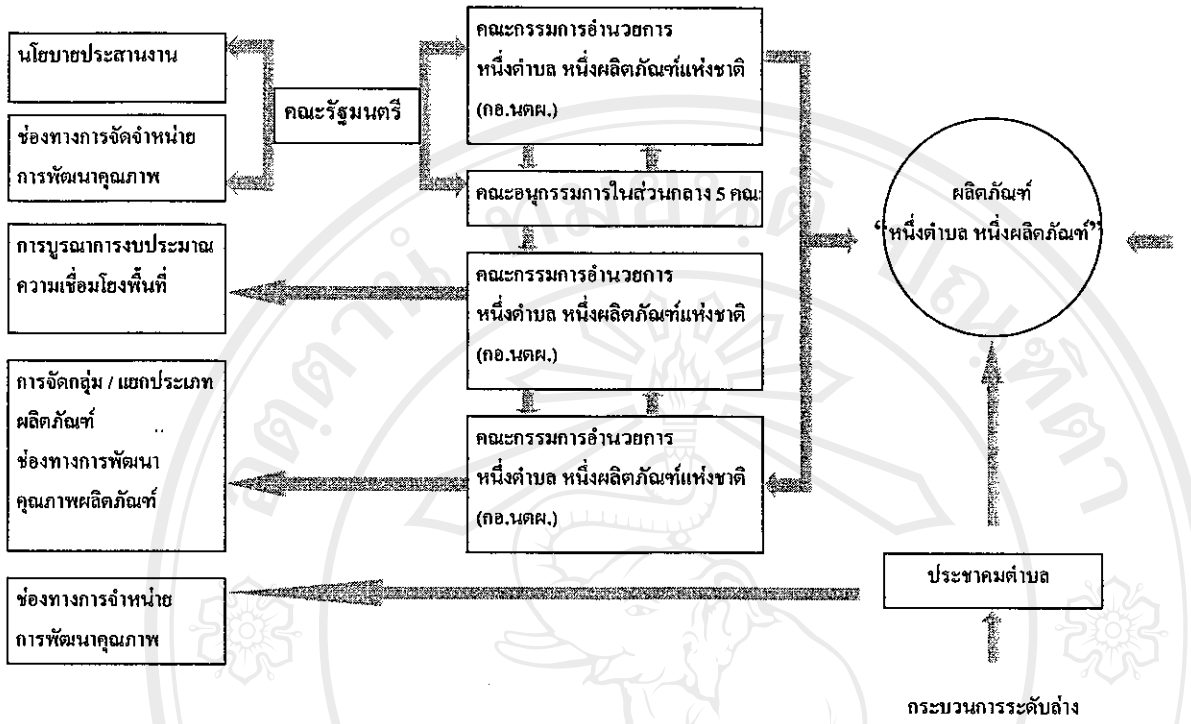 นโยบายประสานงาน
ช่องทางการจัดจำหน่าย
การพัฒนาคุณภาพ
การบูรณาการงบประมาณ
ความเชื่อมโยงพื้นที่
การจัดกลุ่ม / แยกประเภท
ผลิตภัณฑ์
ช่องทางการพัฒนา
คุณภาพผลิตภัณฑ์
ช่องทางการจำหน่าย
การพัฒนาคุณภาพ
คณะรัฐมนตรี
คณะกรรมการอำนวยการ
หนึ่งตำบล หนึ่งผลิตภัณฑ์แห่งชาติ
(กอ.นตผ.)
คณะอนุกรรมการในส่วนกลาง 5 คณะ
คณะกรรมการอำนวยการ
หนึ่งตำบล หนึ่งผลิตภัณฑ์แห่งชาติ
(กอ.นตผ.)
คณะกรรมการอำนวยการ
หนึ่งตำบล หนึ่งผลิตภัณฑ์แห่งชาติ
(กอ.นตผ.)
ผลิตภัณฑ์
“หนึ่งตำบล หนึ่งผลิตภัณฑ์”
ประชาคมตำบล
กระบวนการระดับล่าง